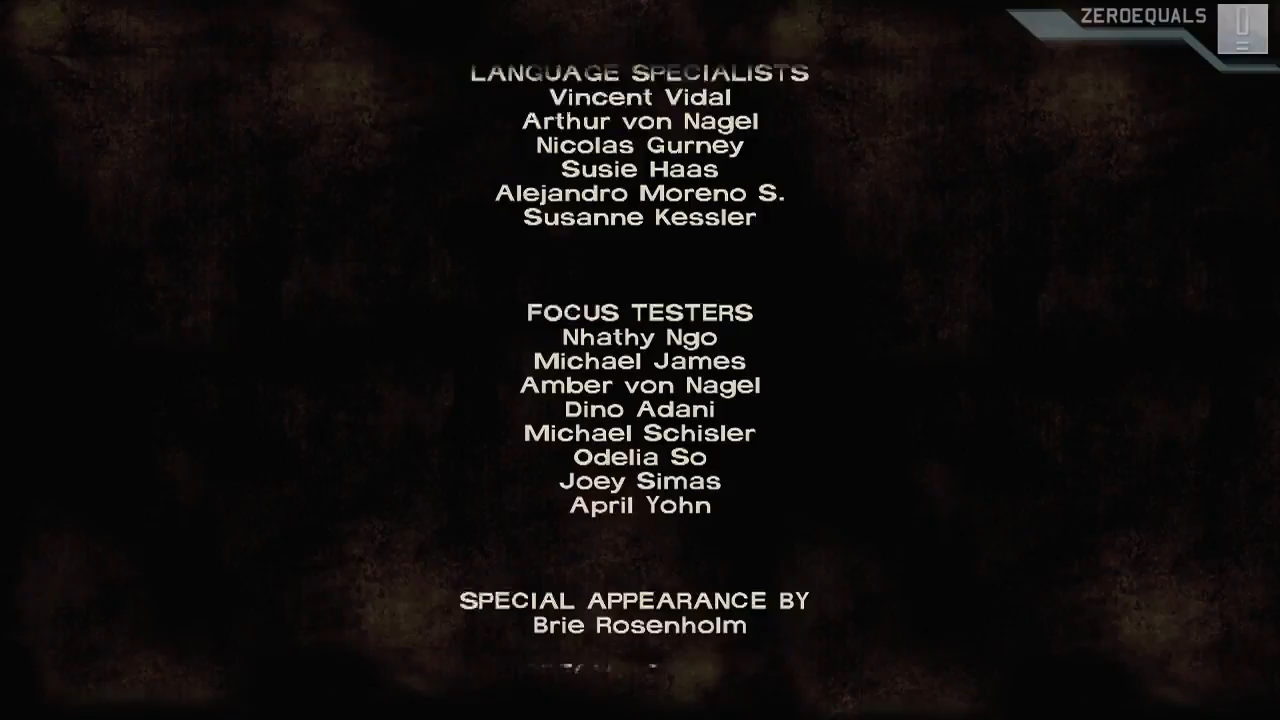 ZEROEQUALS
LANGUAGE SPECIALISTS
Vincent Vidal
Arthur von Nagel
Nicolas Gurney
Susie Haas
Alejandro Moreno S.
Susanne Kessler
FOCUS TESTERS
Nhathy Ngo
Michael James
Amber von Nagel
Dino Adani
Michael Schisler
Odelia So
Joey Simas
April Yohn
SPECIAL APPEARANCE BY
Brie Rosenholm